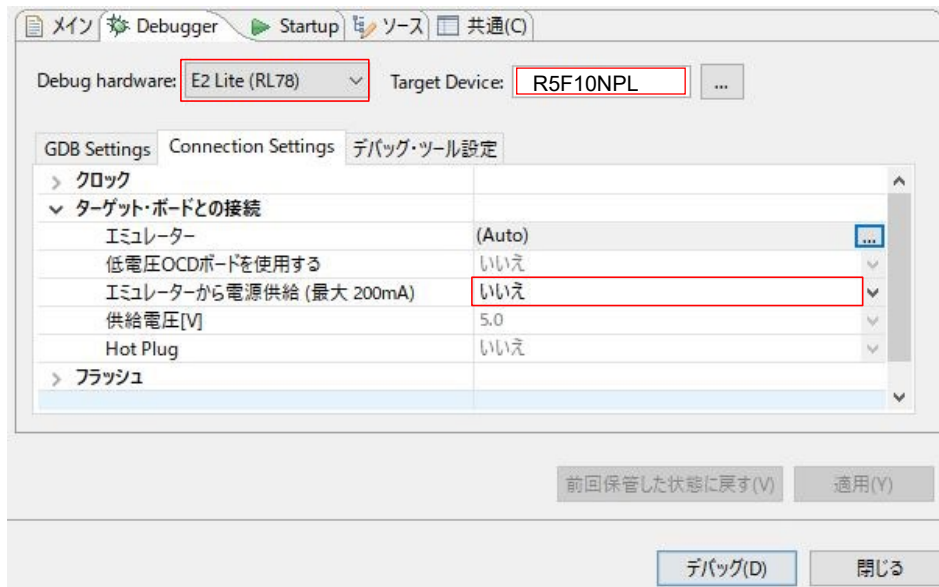 メイン Debugger Startup ソース 共通(C)
Debug hardware: E2 Lite (RL78) Target Device: R5F10NPL ...
GDB Settings Connection Settings デバッグ・ツール設定
クロック
ターゲット・ボードとの接続
エミュレーター (Auto) ...
低電圧OCDボードを使用する いいえ
エミュレーターから電源供給 (最大 200mA) いいえ
供給電圧[V] 5.0
Hot Plug いいえ
フラッシュ
前回保管した状態に戻す(V) 適用(Y)
デバッグ(D) 閉じる